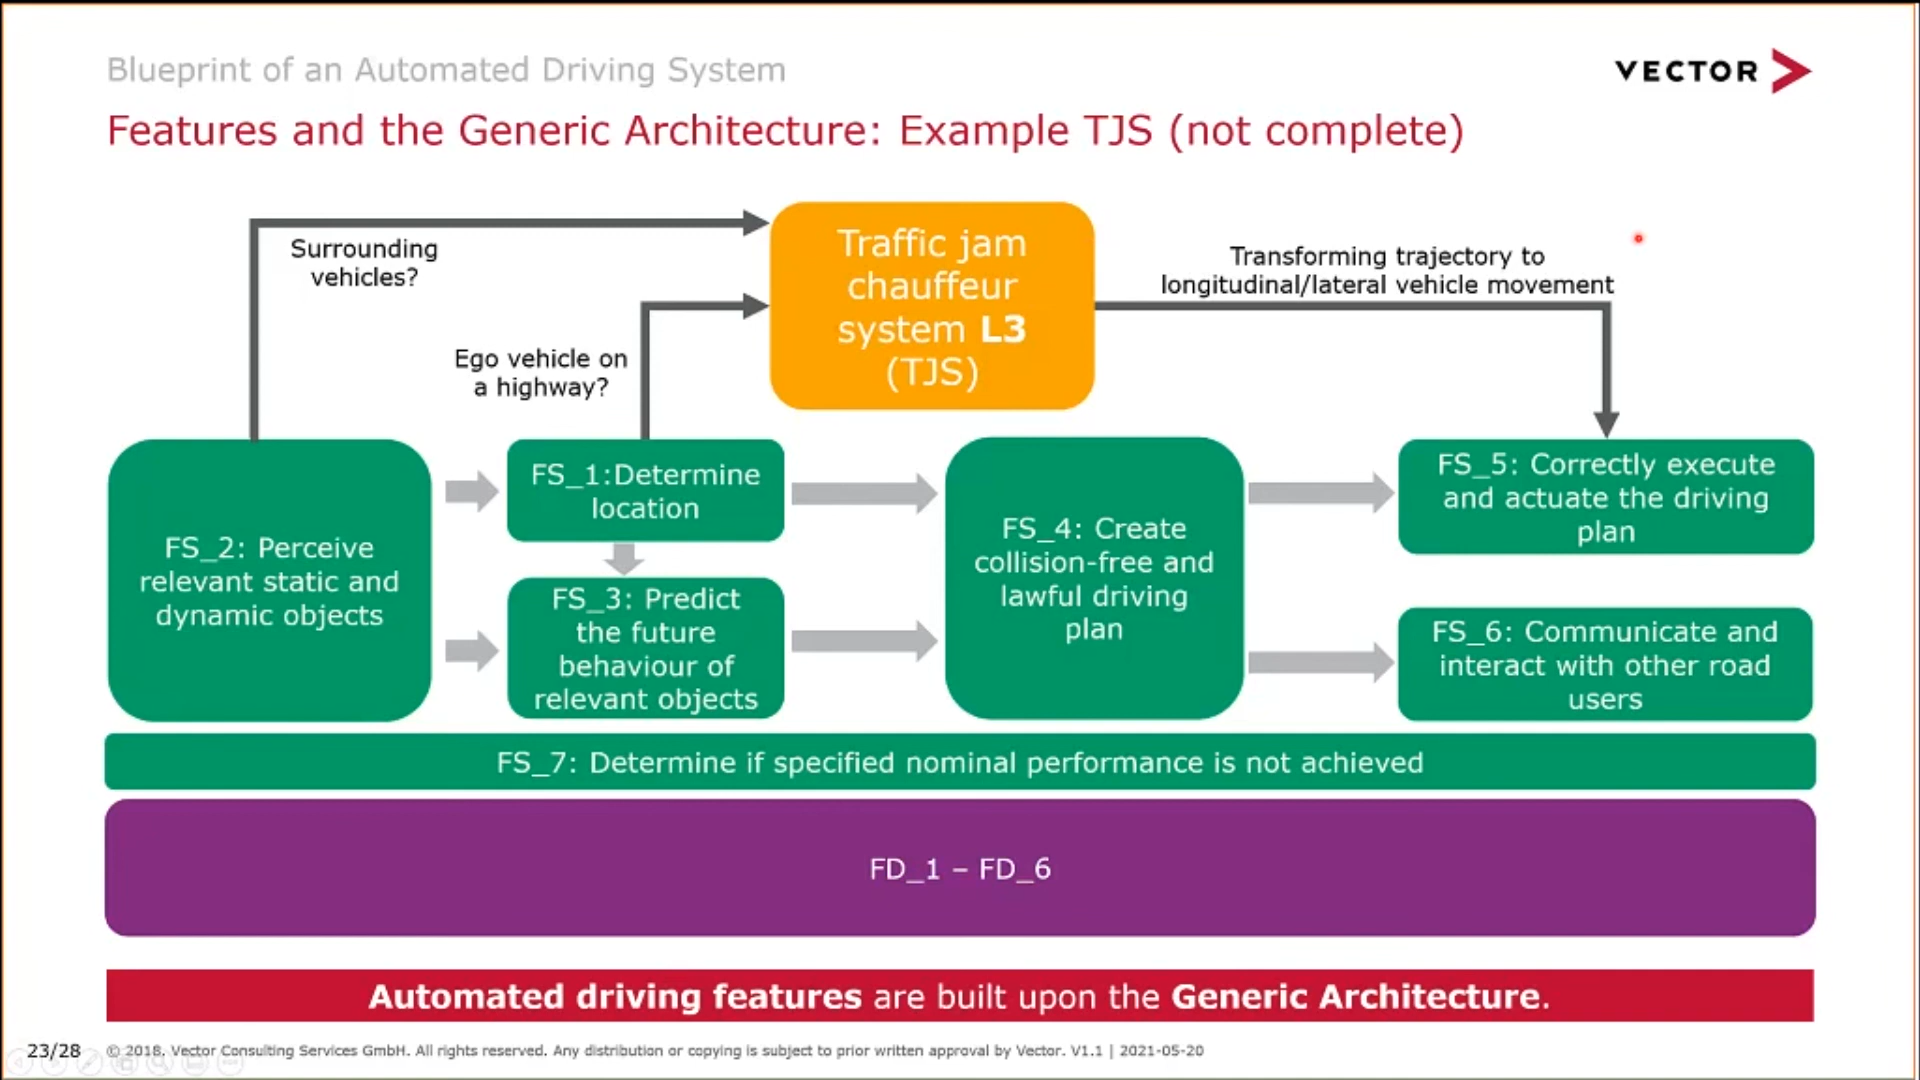 Blueprint of an Automated Driving System
VECTOR
Features and the Generic Architecture: Example TJS (not complete)
Surrounding
vehicles?
Ego vehicle on
a highway?
Traffic jam
chauffeur
system L3
(TJS)
Transforming trajectory to
longitudinal/lateral vehicle movement
FS_2: Perceive
relevant static and
dynamic objects
FS_1:Determine
location
FS_3: Predict
the future
behaviour of
relevant objects
FS_4: Create
collision-free and
lawful driving
plan
FS_5: Correctly execute
and actuate the driving
plan
FS_6: Communicate and
interact with other road
users
FS_7: Determine if specified nominal performance is not achieved
FD_1 – FD_6
Automated driving features are built upon the Generic Architecture.
23/28
© 2018. Vector Consulting Services GmbH. All rights reserved. Any distribution or copying is subject to prior written approval by Vector. V1.1 | 2021-05-20